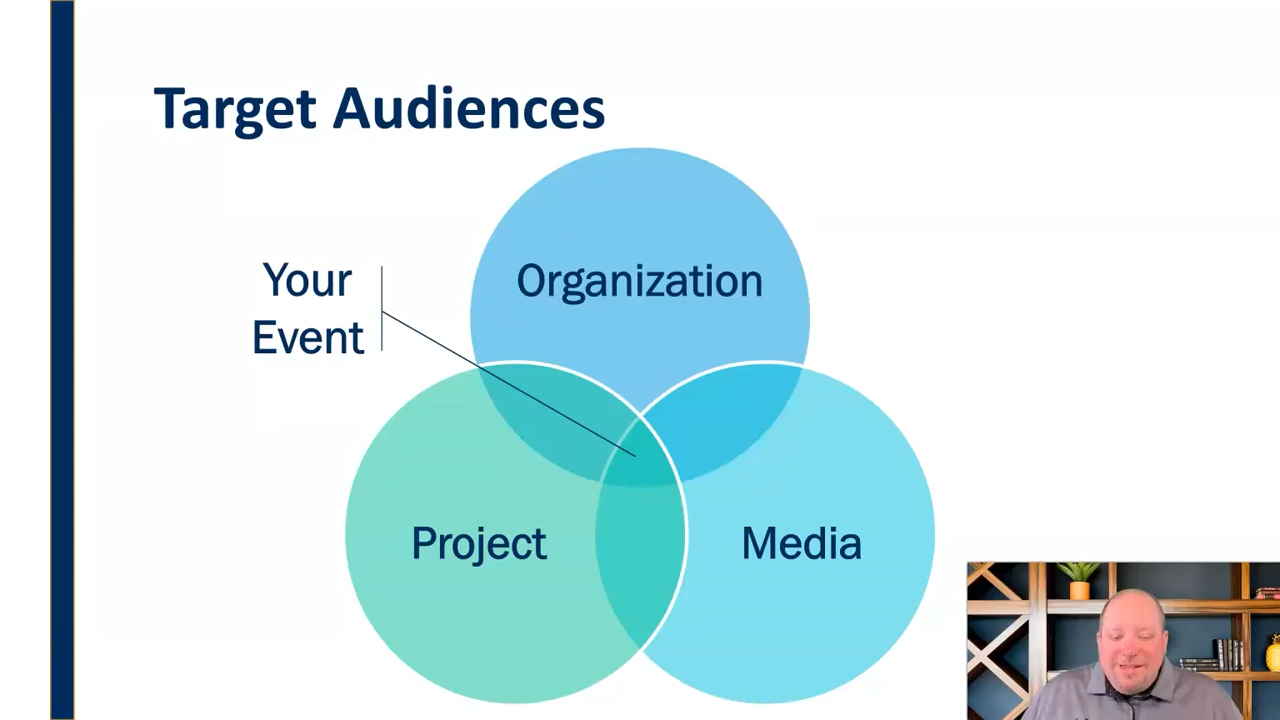 Target Audiences
Your
Event
Organization
Project
Media